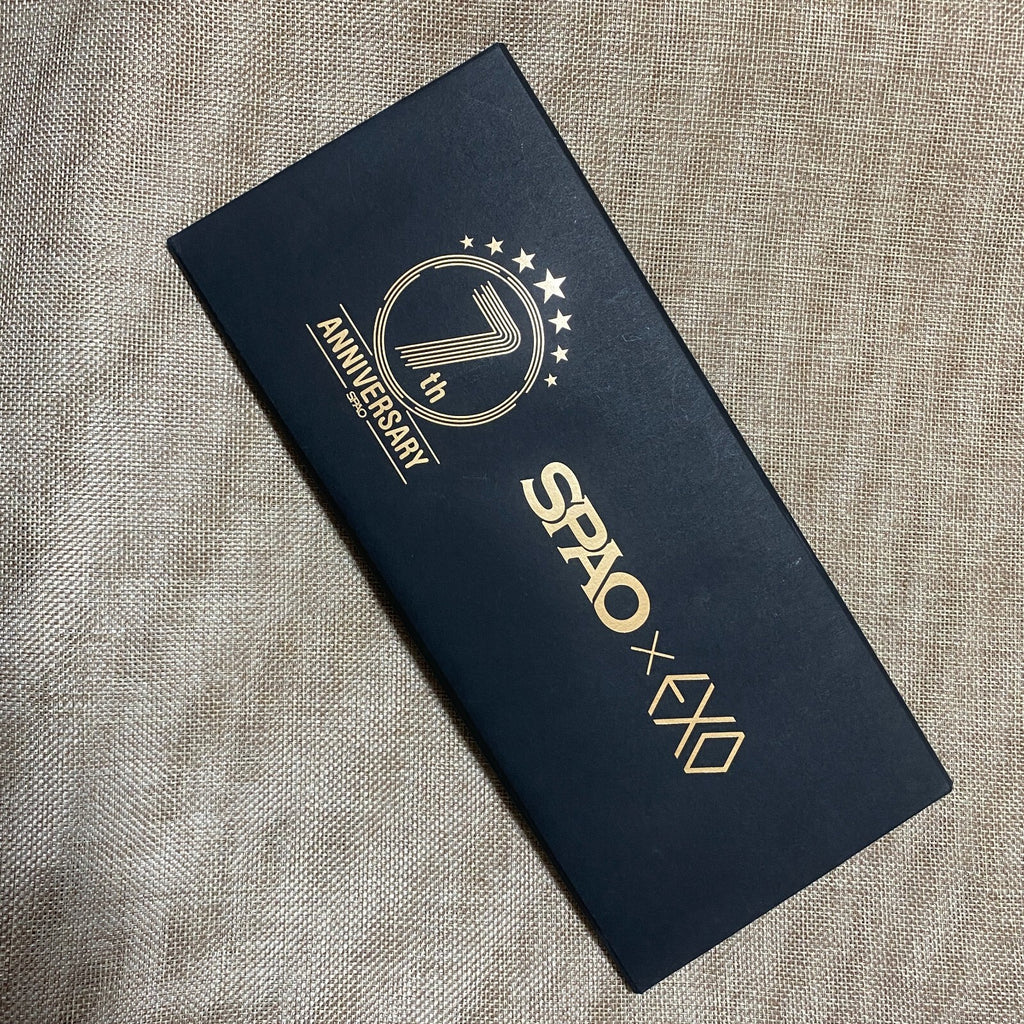 7th
ANNIVERSARY
SPAO
SPAO × EXO